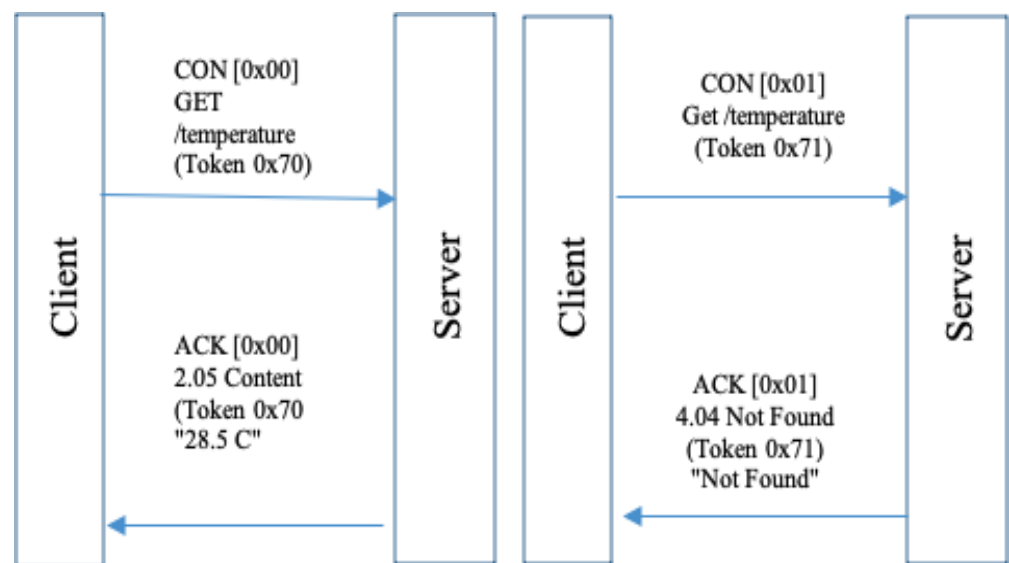 Client
CON [0x00]
GET
/temperature
(Token 0x70)
ACK [0x00]
2.05 Content
(Token 0x70
"28.5 C"
Server
Client
CON [0x01]
Get /temperature
(Token 0x71)
ACK [0x01]
4.04 Not Found
(Token 0x71)
"Not Found"
Server